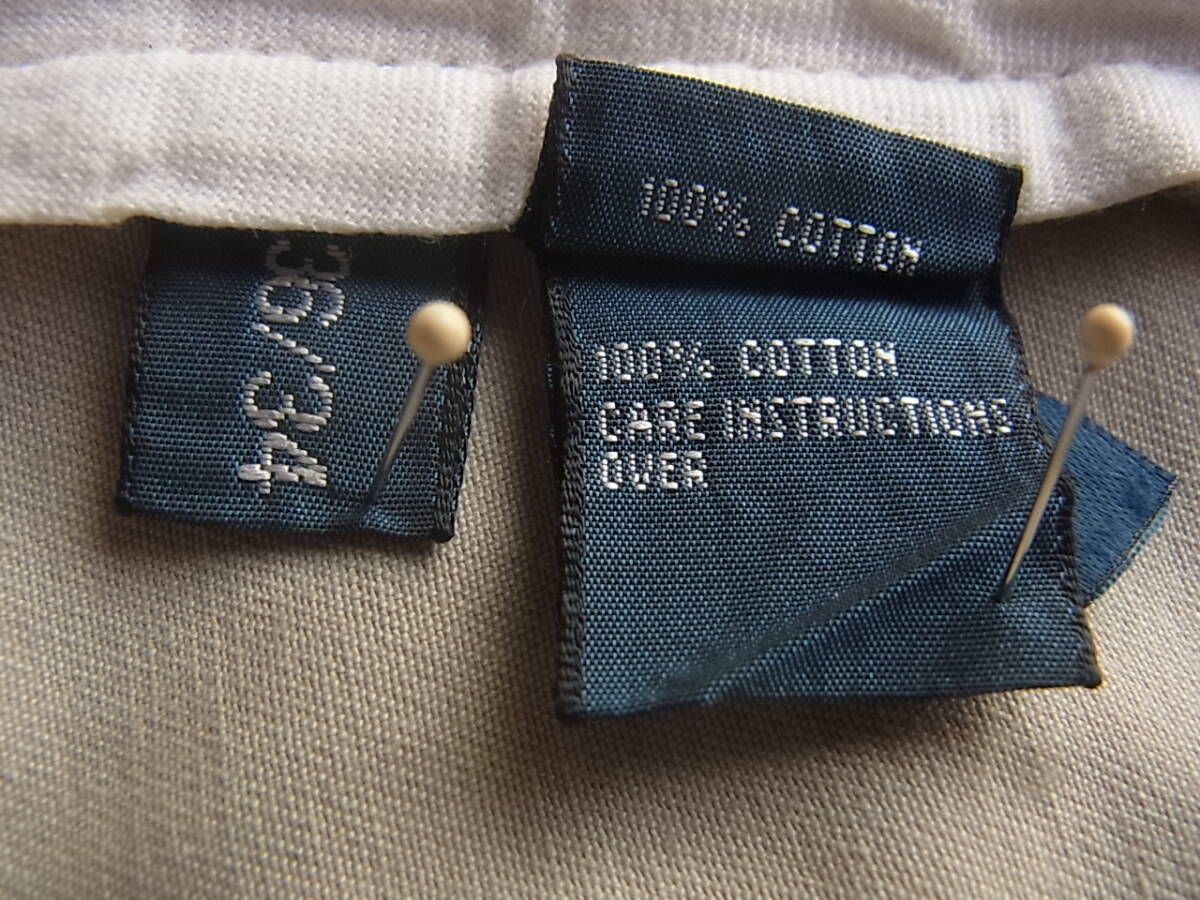 36/34
100% COTTON
100% COTTON
CARE INSTRUCTIONS
OVER